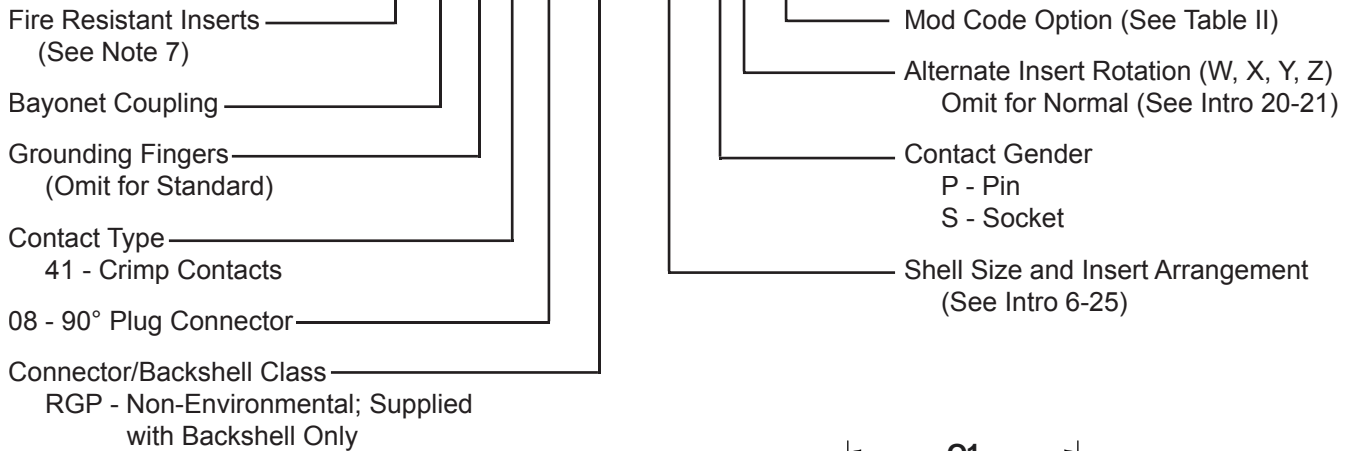 Fire Resistant Inserts
(See Note 7)
Bayonet Coupling
Grounding Fingers
(Omit for Standard)
Contact Type
41 - Crimp Contacts
08 - 90° Plug Connector
Connector/Backshell Class
RGP - Non-Environmental; Supplied
with Backshell Only
Mod Code Option (See Table II)
Alternate Insert Rotation (W, X, Y, Z)
Omit for Normal (See Intro 20-21)
Contact Gender
P - Pin
S - Socket
Shell Size and Insert Arrangement
(See Intro 6-25)